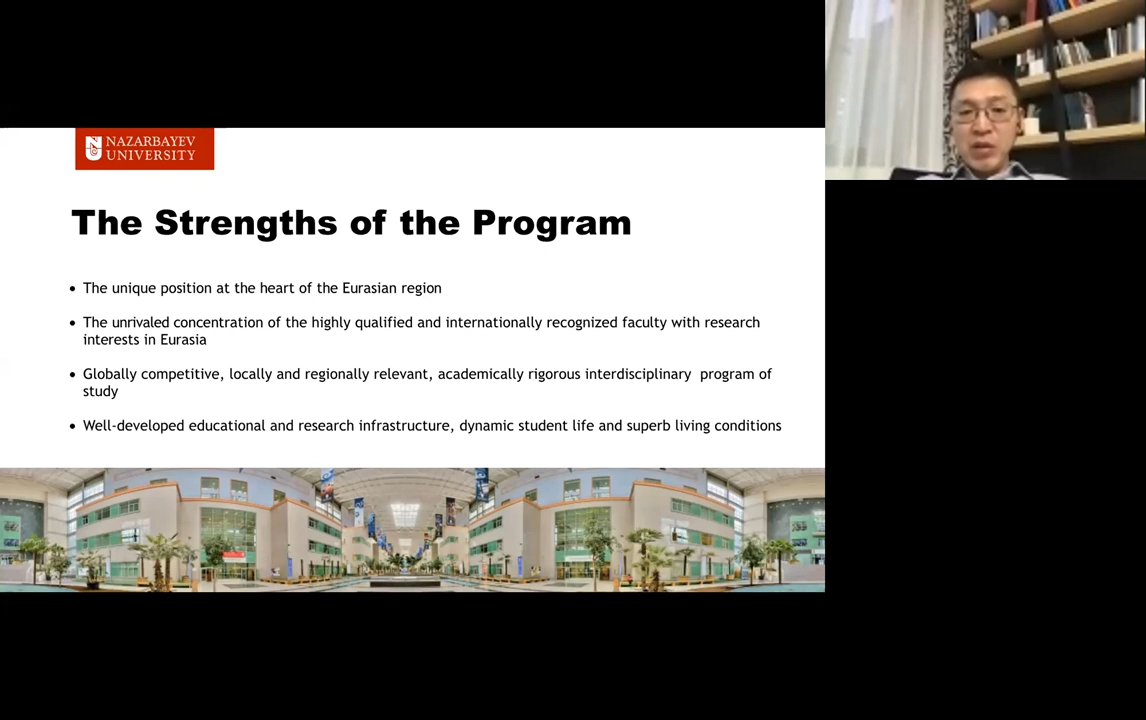 NAZARBAYEV
UNIVERSITY
The Strengths of the Program
• The unique position at the heart of the Eurasian region
• The unrivaled concentration of the highly qualified and internationally recognized faculty with research
interests in Eurasia
• Globally competitive, locally and regionally relevant, academically rigorous interdisciplinary  program of
study
• Well-developed educational and research infrastructure, dynamic student life and superb living conditions